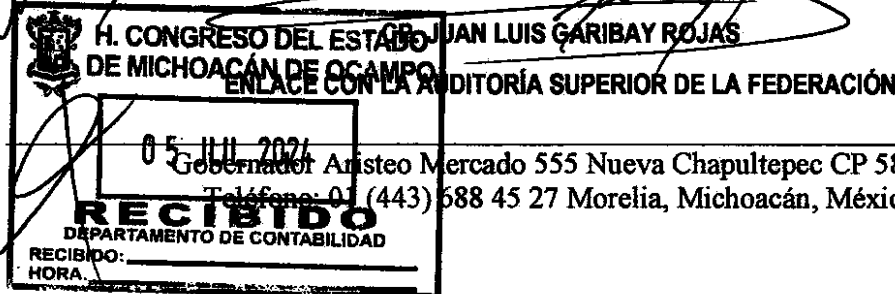 H. CONGRESO DEL ESTADO
DE MICHOACÁN DE OCAMPO
C.P. JUAN LUIS GARIBAY ROJAS
ENLACE CON LA AUDITORÍA SUPERIOR DE LA FEDERACIÓN
05 JUL 2024
Gobernador Aristeo Mercado 555 Nueva Chapultepec CP 58
Teléfono: 01 (443) 688 45 27 Morelia, Michoacán, Méxic
RECIBIDO
DEPARTAMENTO DE CONTABILIDAD
RECIBIDO:
HORA.